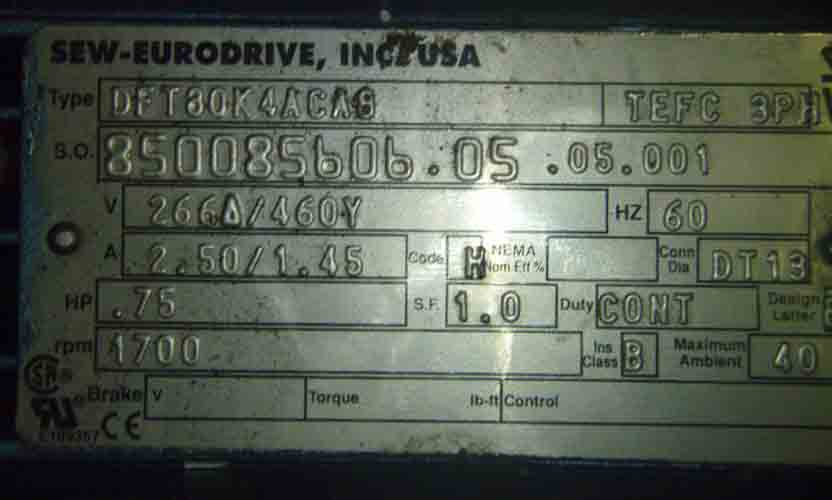 SEW-EURODRIVE, INC. USA
Type DFT80K4ACA8 TEFC 3PH
S.O. 850085606.05 .05.001
V 266Δ/460Y HZ 60
A 2.50/1.45 Code H NEMA Nom Eff % Conn Dia DT13
HP .75 S.F. 1.0 Duty CONT Design Letter
rpm 1700 Ins Class B Maximum Ambient 40
Brake V Torque lb-ft Control
E189357 CE